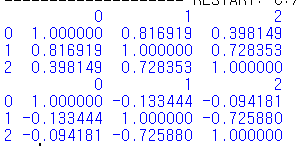 -------------------- RESTART: C:/
0 1 2
0 1.000000 0.816919 0.398149
1 0.816919 1.000000 0.728353
2 0.398149 0.728353 1.000000
0 1 2
0 1.000000 -0.133444 -0.094181
1 -0.133444 1.000000 -0.725880
2 -0.094181 -0.725880 1.000000